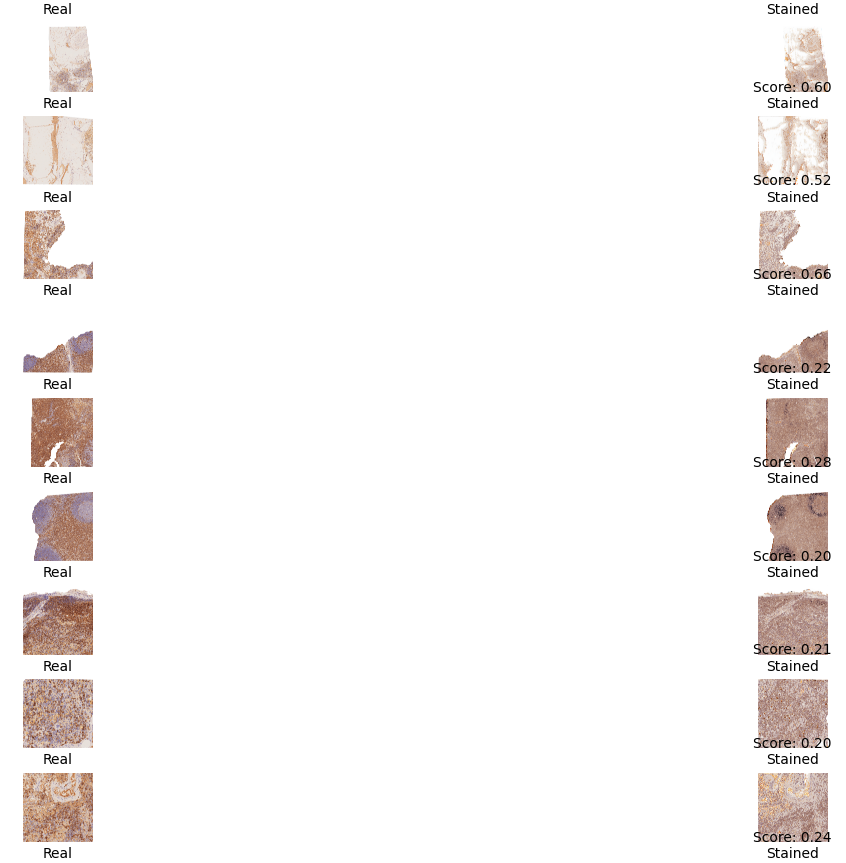 Real Stained
Score: 0.60
Real Stained
Score: 0.52
Real Stained
Score: 0.66
Real Stained
Score: 0.22
Real Stained
Score: 0.28
Real Stained
Score: 0.20
Real Stained
Score: 0.21
Real Stained
Score: 0.20
Real Stained
Score: 0.24
Real Stained